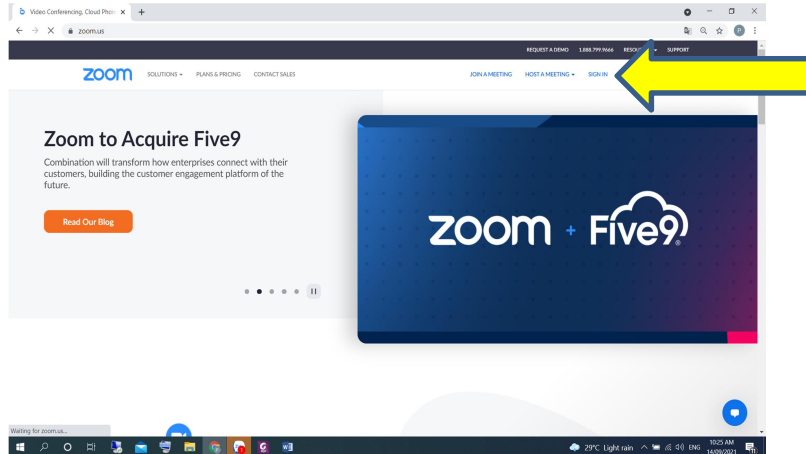 Video Conferencing, Cloud Phon
zoom.us
REQUEST A DEMO 1.888.799.9666 SUPPORT
zoom SOLUTIONS PLANS & PRICING CONTACT SALES JOIN A MEETING HOST A MEETING SIGN IN
Zoom to Acquire Five9
Combination will transform how enterprises connect with their
customers, building the customer engagement platform of the
future.
Read Our Blog
zoom + Five9
Waiting for zoom.us...
29°C Light rain ENG 10:25 AM
14/09/2021